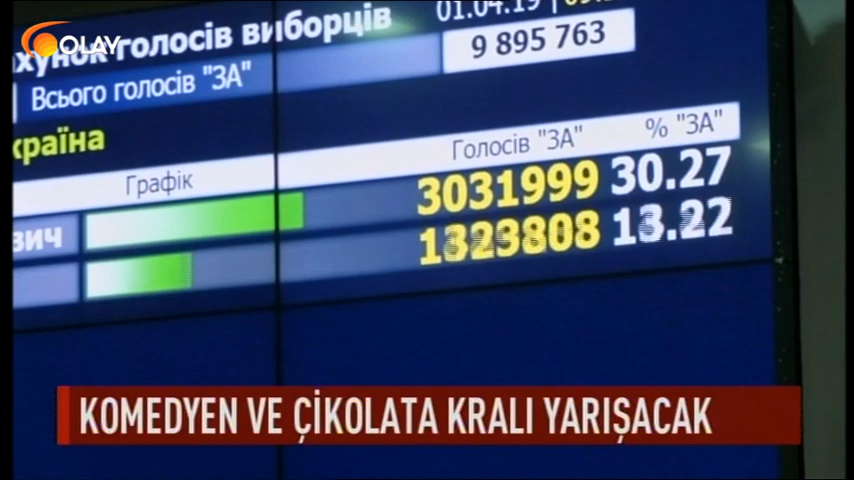 OLAY
01.04.19
хунок голосів виборців
9 895 763
Всього голосів "ЗА"
країна
Графік Голосів "ЗА" % "ЗА"
3031999 30.27
вич
1323808 13.22
KOMEDYEN VE ÇİKOLATA KRALI YARIŞACAK